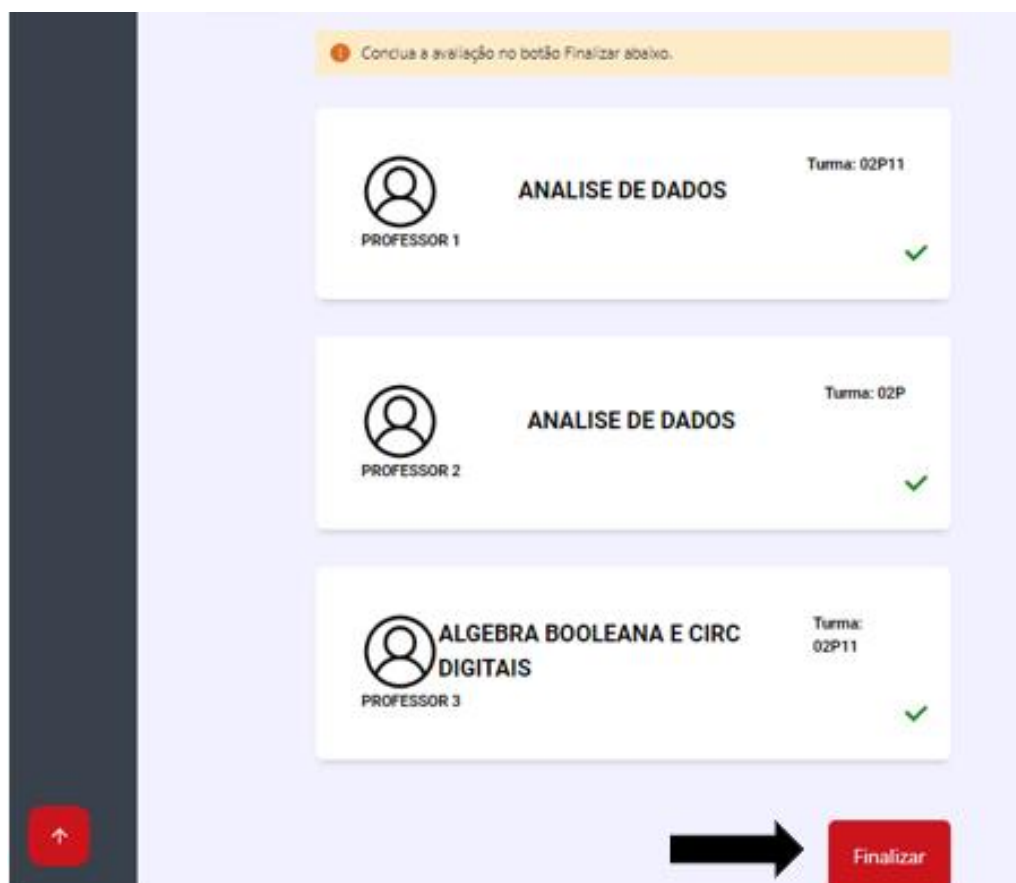 Conclua a avaliação no botão Finalizar abaixo.
Turma: 02P11
ANALISE DE DADOS
PROFESSOR 1
Turma: 02P
ANALISE DE DADOS
PROFESSOR 2
ALGEBRA BOOLEANA E CIRC
DIGITAIS
Turma:
02P11
PROFESSOR 3
Finalizar